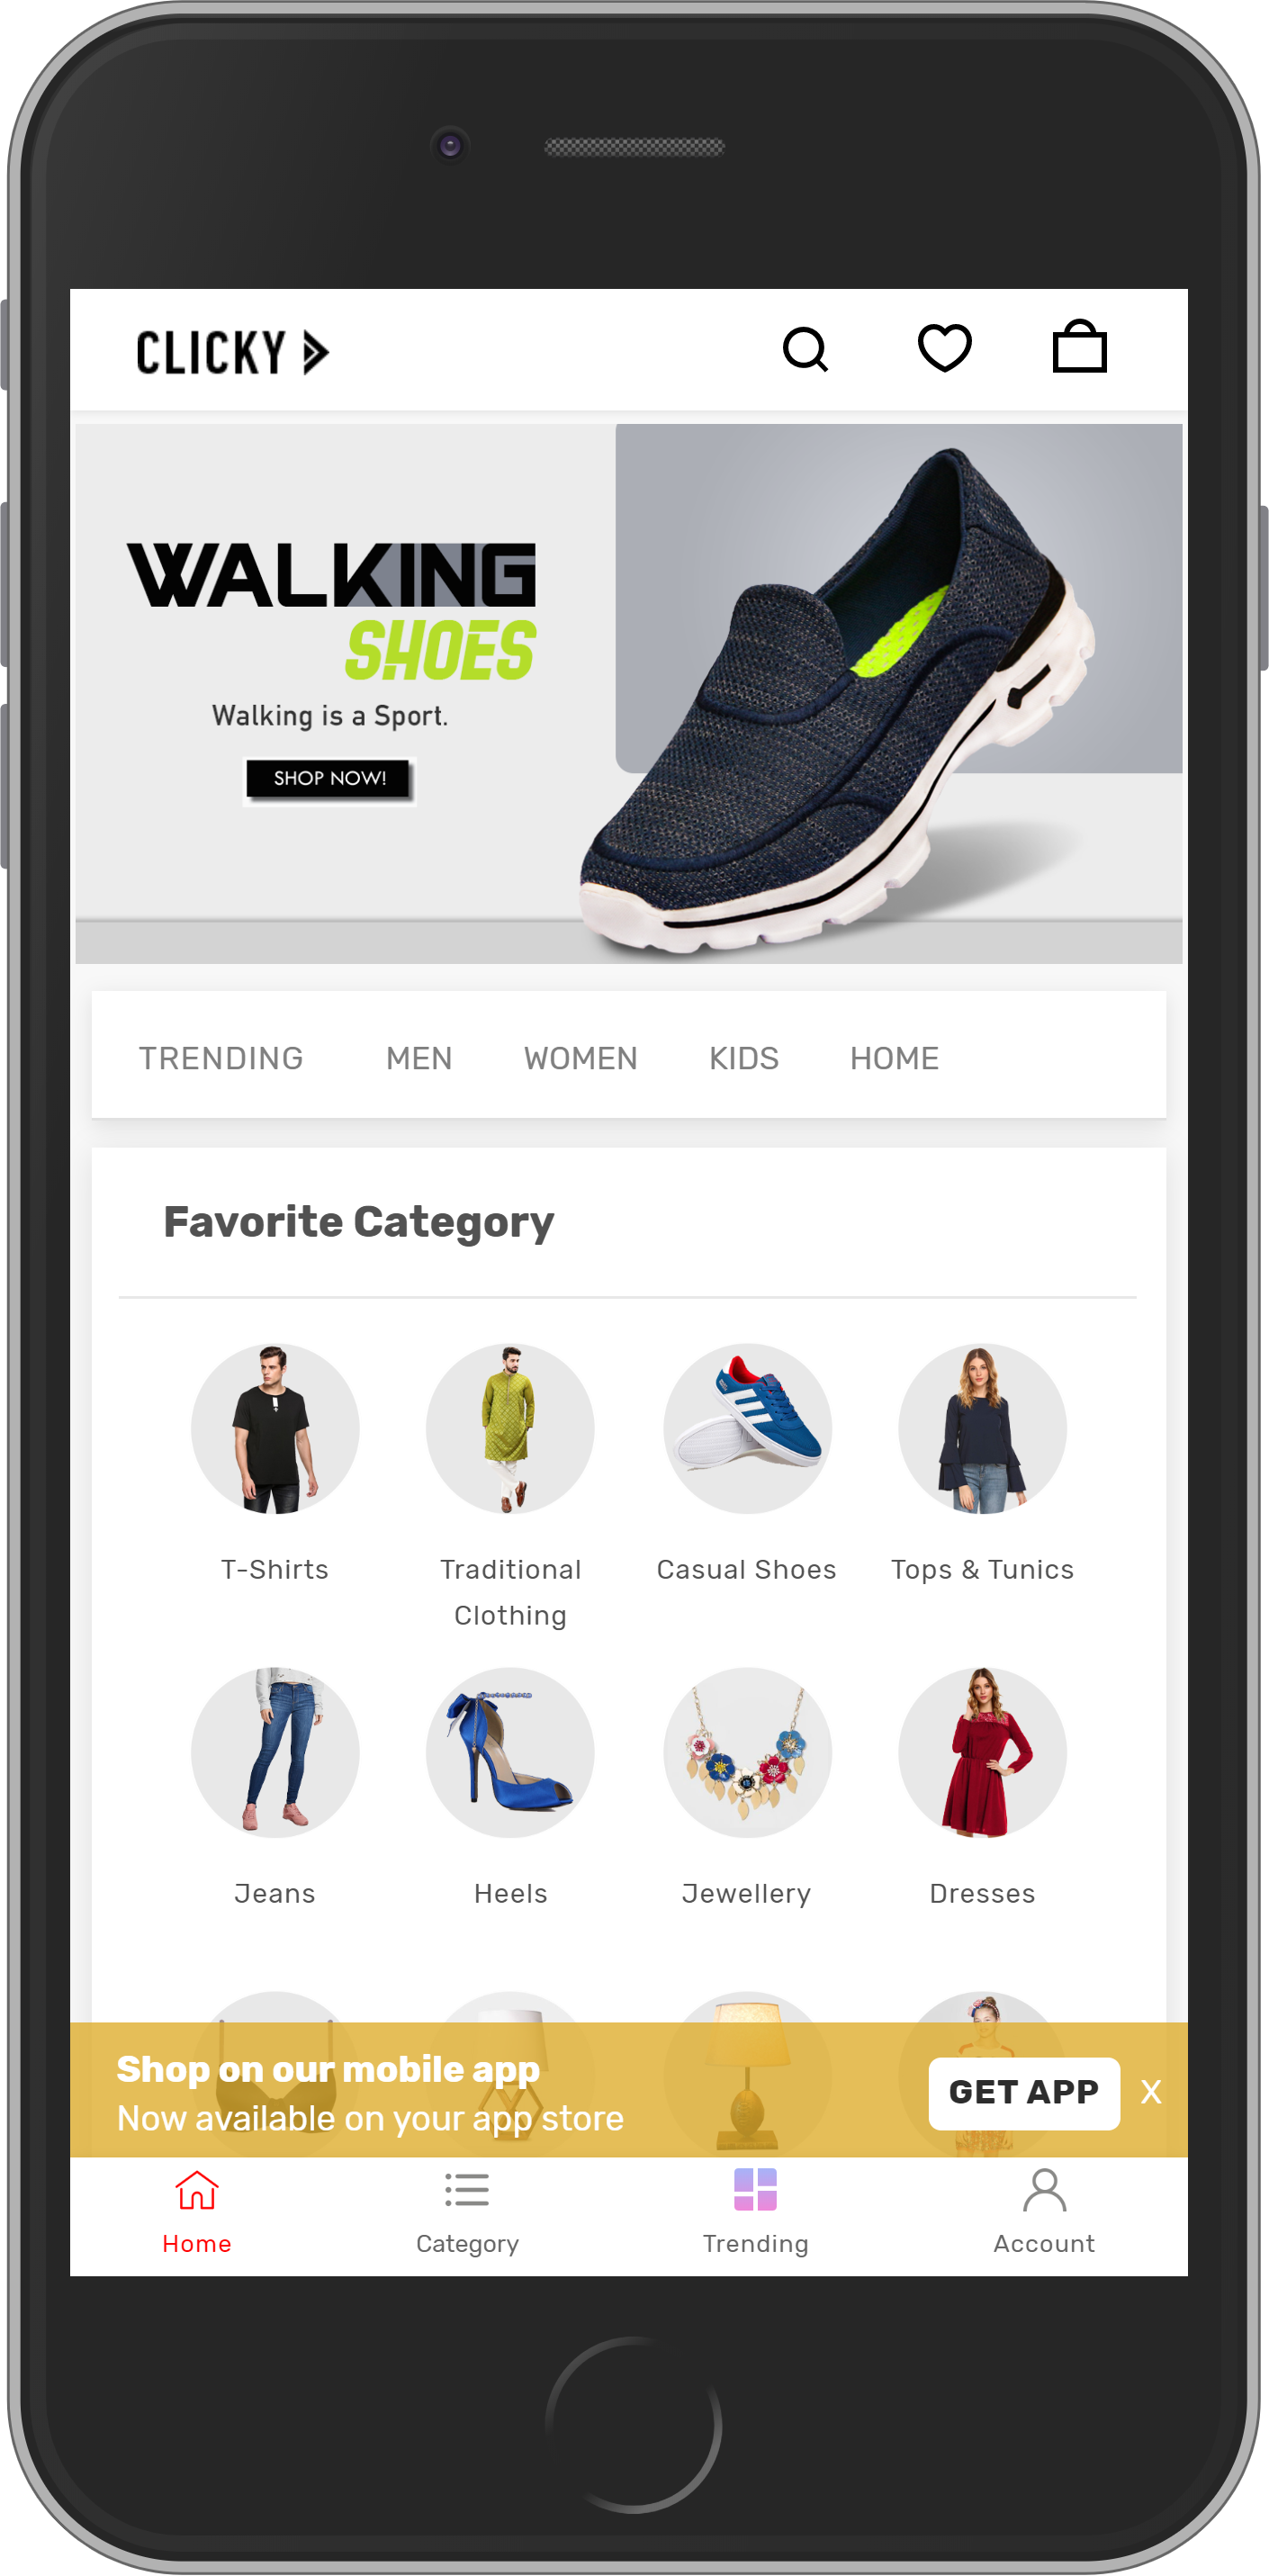 CLICKY
WALKING
SHOES
Walking is a Sport.
SHOP NOW!
TRENDING MEN WOMEN KIDS HOME
Favorite Category
T-Shirts
Traditional
Clothing
Casual Shoes
Tops & Tunics
Jeans
Heels
Jewellery
Dresses
Shop on our mobile app
Now available on your app store
GET APP X
Home
Category
Trending
Account